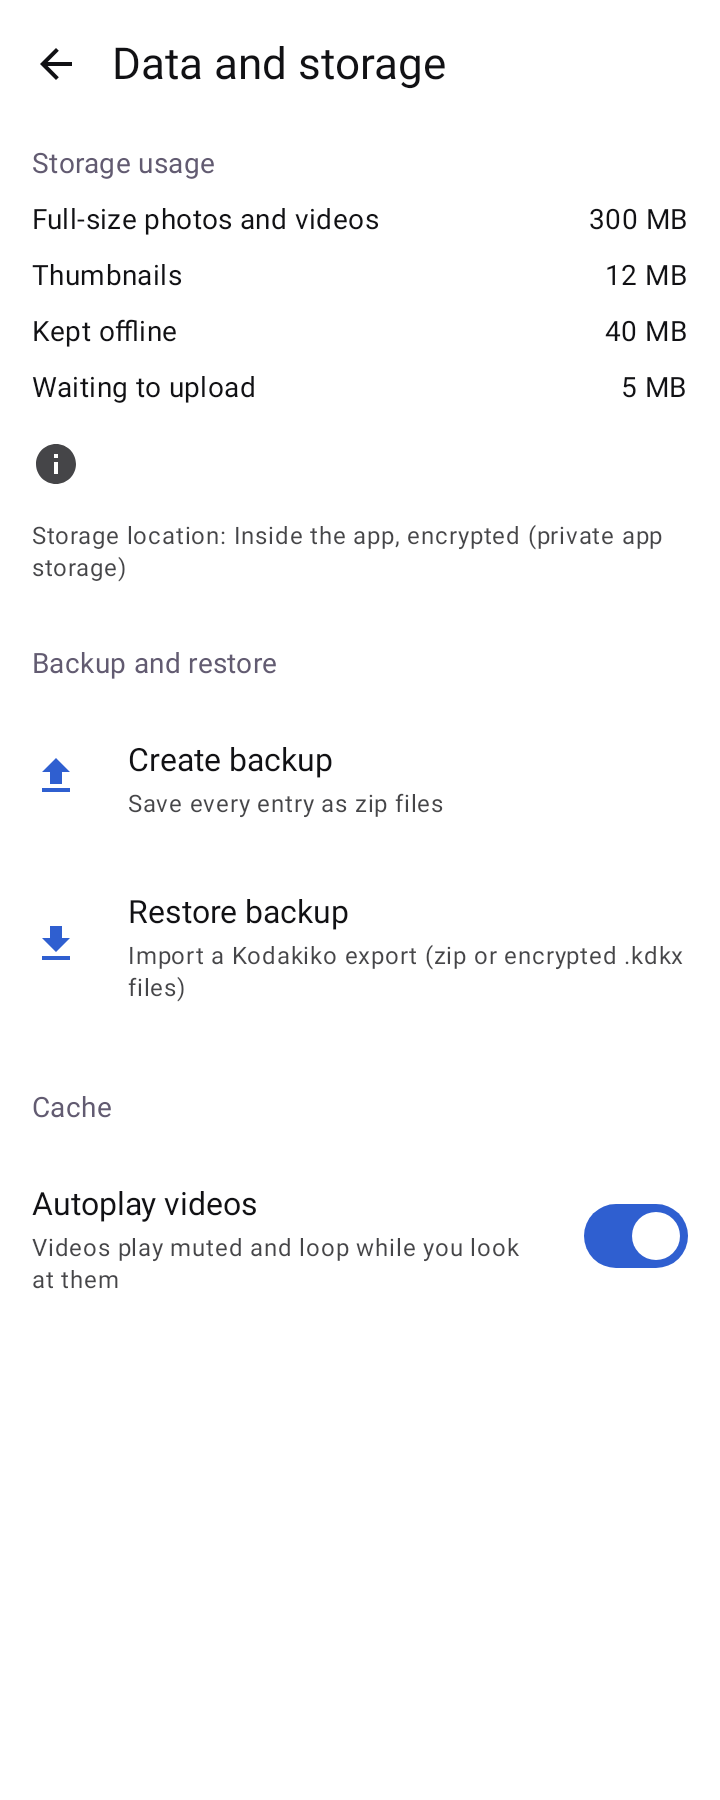 Data and storage
Storage usage
Full-size photos and videos 300 MB
Thumbnails 12 MB
Kept offline 40 MB
Waiting to upload 5 MB
Storage location: Inside the app, encrypted (private app
storage)
Backup and restore
Create backup
Save every entry as zip files
Restore backup
Import a Kodakiko export (zip or encrypted .kdkx
files)
Cache
Autoplay videos
Videos play muted and loop while you look
at them